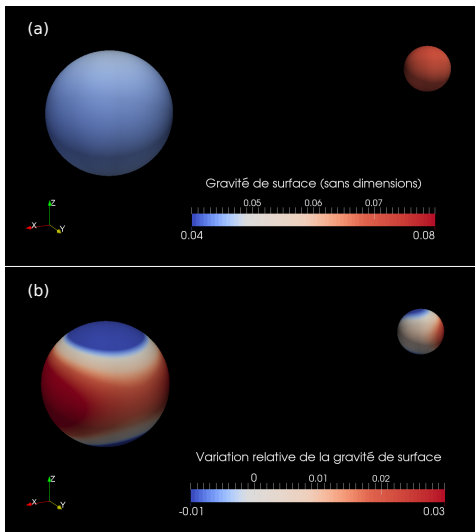 (a)
Gravité de surface (sans dimensions)
0.05 0.06 0.07
0.04 0.08
Z
X Y
(b)
Variation relative de la gravité de surface
0 0.01 0.02
-0.01 0.03
Z
X Y